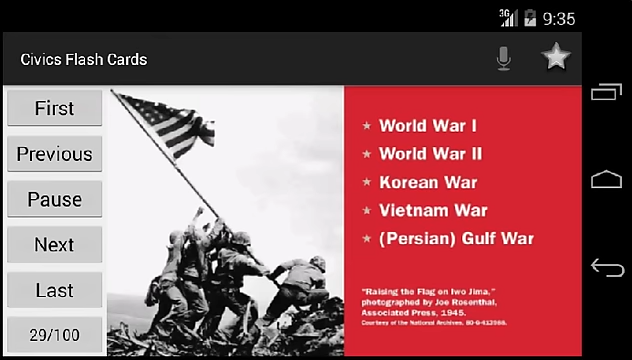 3G 9:35
Civics Flash Cards
First
Previous
Pause
Next
Last
29/100
World War I
World War II
Korean War
Vietnam War
(Persian) Gulf War
"Raising the Flag on Iwo Jima,"
photographed by Joe Rosenthal,
Associated Press, 1945.
Courtesy of the National Archives, 80-G-413988.